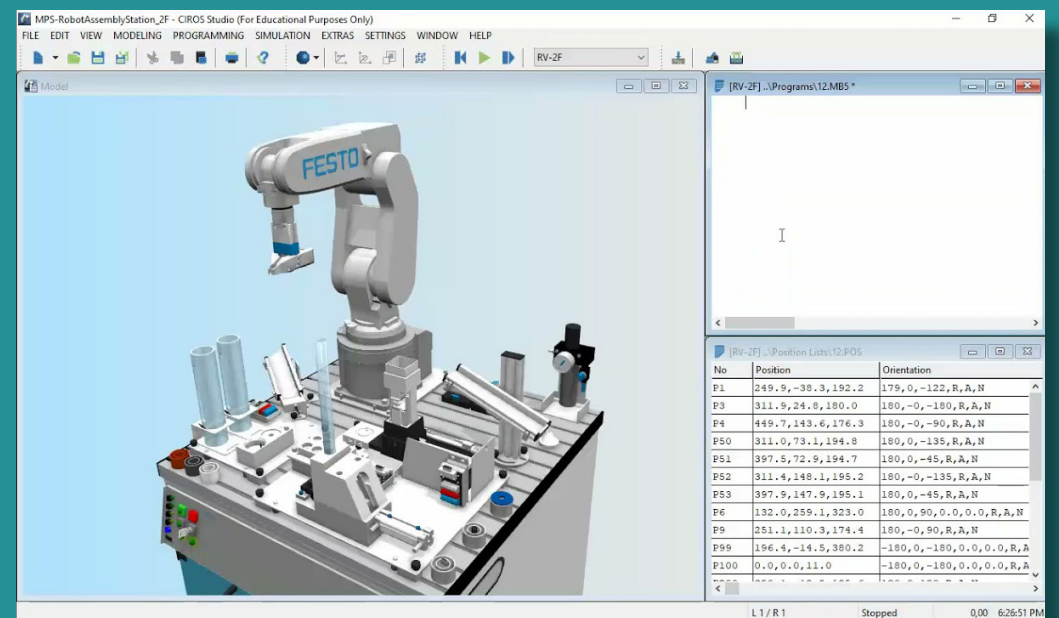 MPS-RobotAssemblyStation_2F - CIROS Studio (For Educational Purposes Only)
FILE EDIT VIEW MODELING PROGRAMMING SIMULATION EXTRAS SETTINGS WINDOW HELP
RV-2F
Model
[RV-2F] ..\Programs\12.MB5 *
FESTO
[RV-2F] ..\Position Lists\12.POS
No Position Orientation
P1 249.9,-38.3,192.2 179,0,-122,R,A,N
P3 311.9,24.8,180.0 180,-0,-180,R,A,N
P4 449.7,143.6,176.3 180,-0,-90,R,A,N
P50 311.0,73.1,194.8 180,0,-135,R,A,N
P51 397.5,72.9,194.7 180,0,-45,R,A,N
P52 311.4,148.1,195.2 180,-0,-135,R,A,N
P53 397.9,147.9,195.1 180,0,-45,R,A,N
P6 132.0,259.1,323.0 180,0,90,0.0,0.0,R,A,N
P9 251.1,110.3,174.4 180,-0,90,R,A,N
P99 196.4,-14.5,380.2 -180,0,-180,0.0,0.0,R,A
P100 0.0,0.0,11.0 -180,0,-180,0.0,0.0,R,A
L 1 / R 1 Stopped 0,00 6:26:51 PM